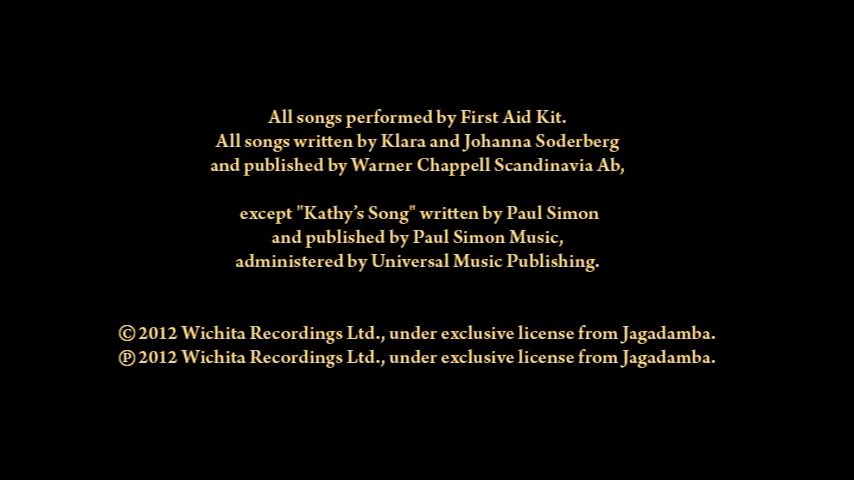 All songs performed by First Aid Kit.
All songs written by Klara and Johanna Soderberg
and published by Warner Chappell Scandinavia Ab,
except "Kathy’s Song" written by Paul Simon
and published by Paul Simon Music,
administered by Universal Music Publishing.
© 2012 Wichita Recordings Ltd., under exclusive license from Jagadamba.
℗ 2012 Wichita Recordings Ltd., under exclusive license from Jagadamba.